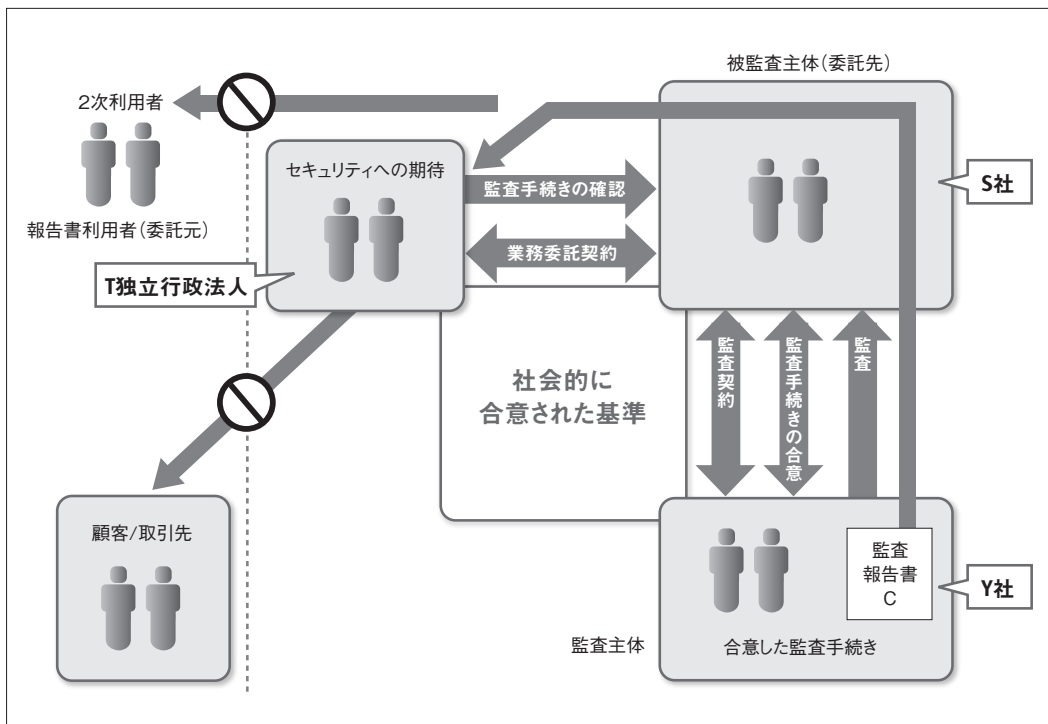 被監査主体（委託先）
2次利用者
セキュリティへの期待
監査手続きの確認
S社
報告書利用者（委託元）
業務委託契約
T独立行政法人
社会的に
合意された基準
監査契約
監査手続きの合意
監査
顧客/取引先
監査
報告書
C
Y社
監査主体
合意した監査手続き